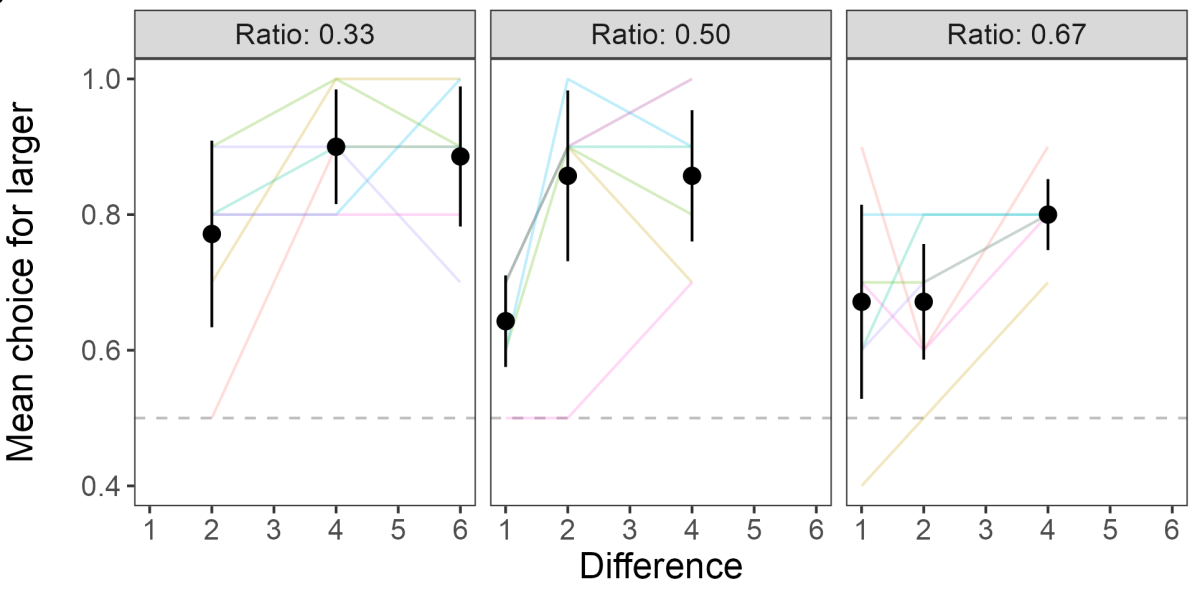 Ratio: 0.33 Ratio: 0.50 Ratio: 0.67
Mean choice for larger
1.0
0.8
0.6
0.4
1 2 3 4 5 6 1 2 3 4 5 6 1 2 3 4 5 6
Difference